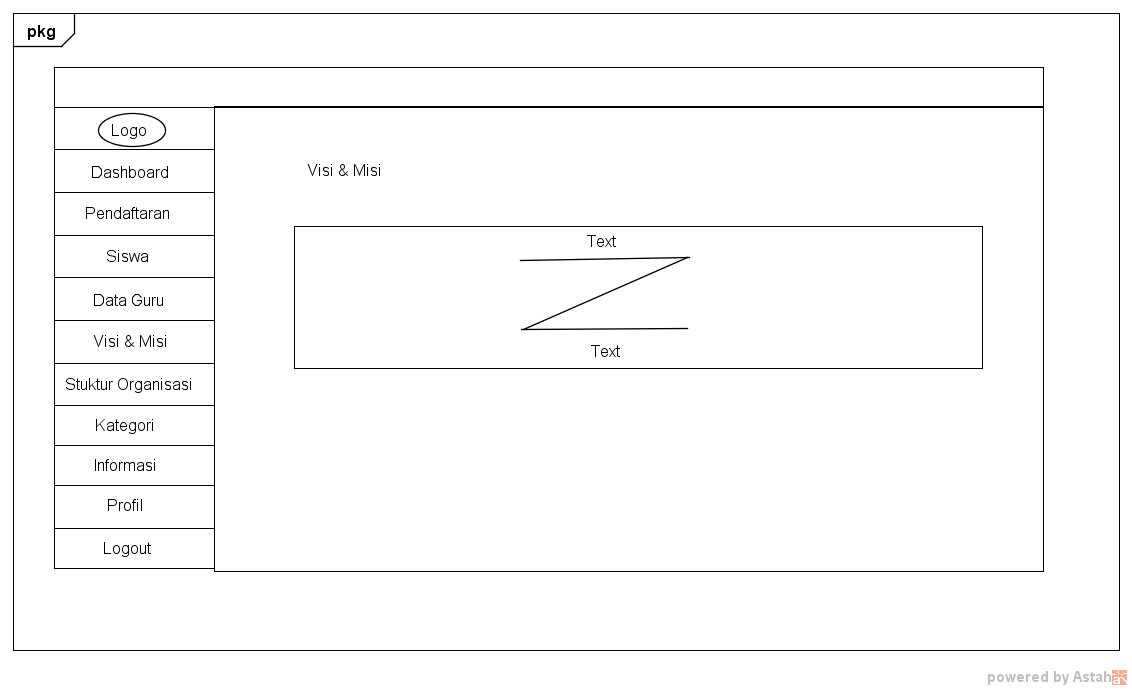 pkg
Logo
Dashboard
Pendaftaran
Siswa
Data Guru
Visi & Misi
Stuktur Organisasi
Kategori
Informasi
Profil
Logout
Visi & Misi
Text
Text
powered by Astah